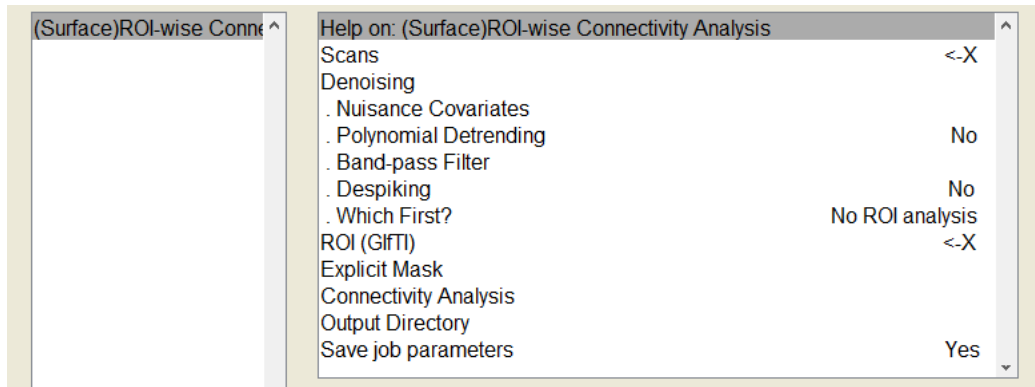 (Surface)ROI-wise Conne
Help on: (Surface)ROI-wise Connectivity Analysis
Scans <-X
Denoising
. Nuisance Covariates
. Polynomial Detrending No
. Band-pass Filter
. Despiking No
. Which First? No ROI analysis
ROI (GIfTI) <-X
Explicit Mask
Connectivity Analysis
Output Directory
Save job parameters Yes